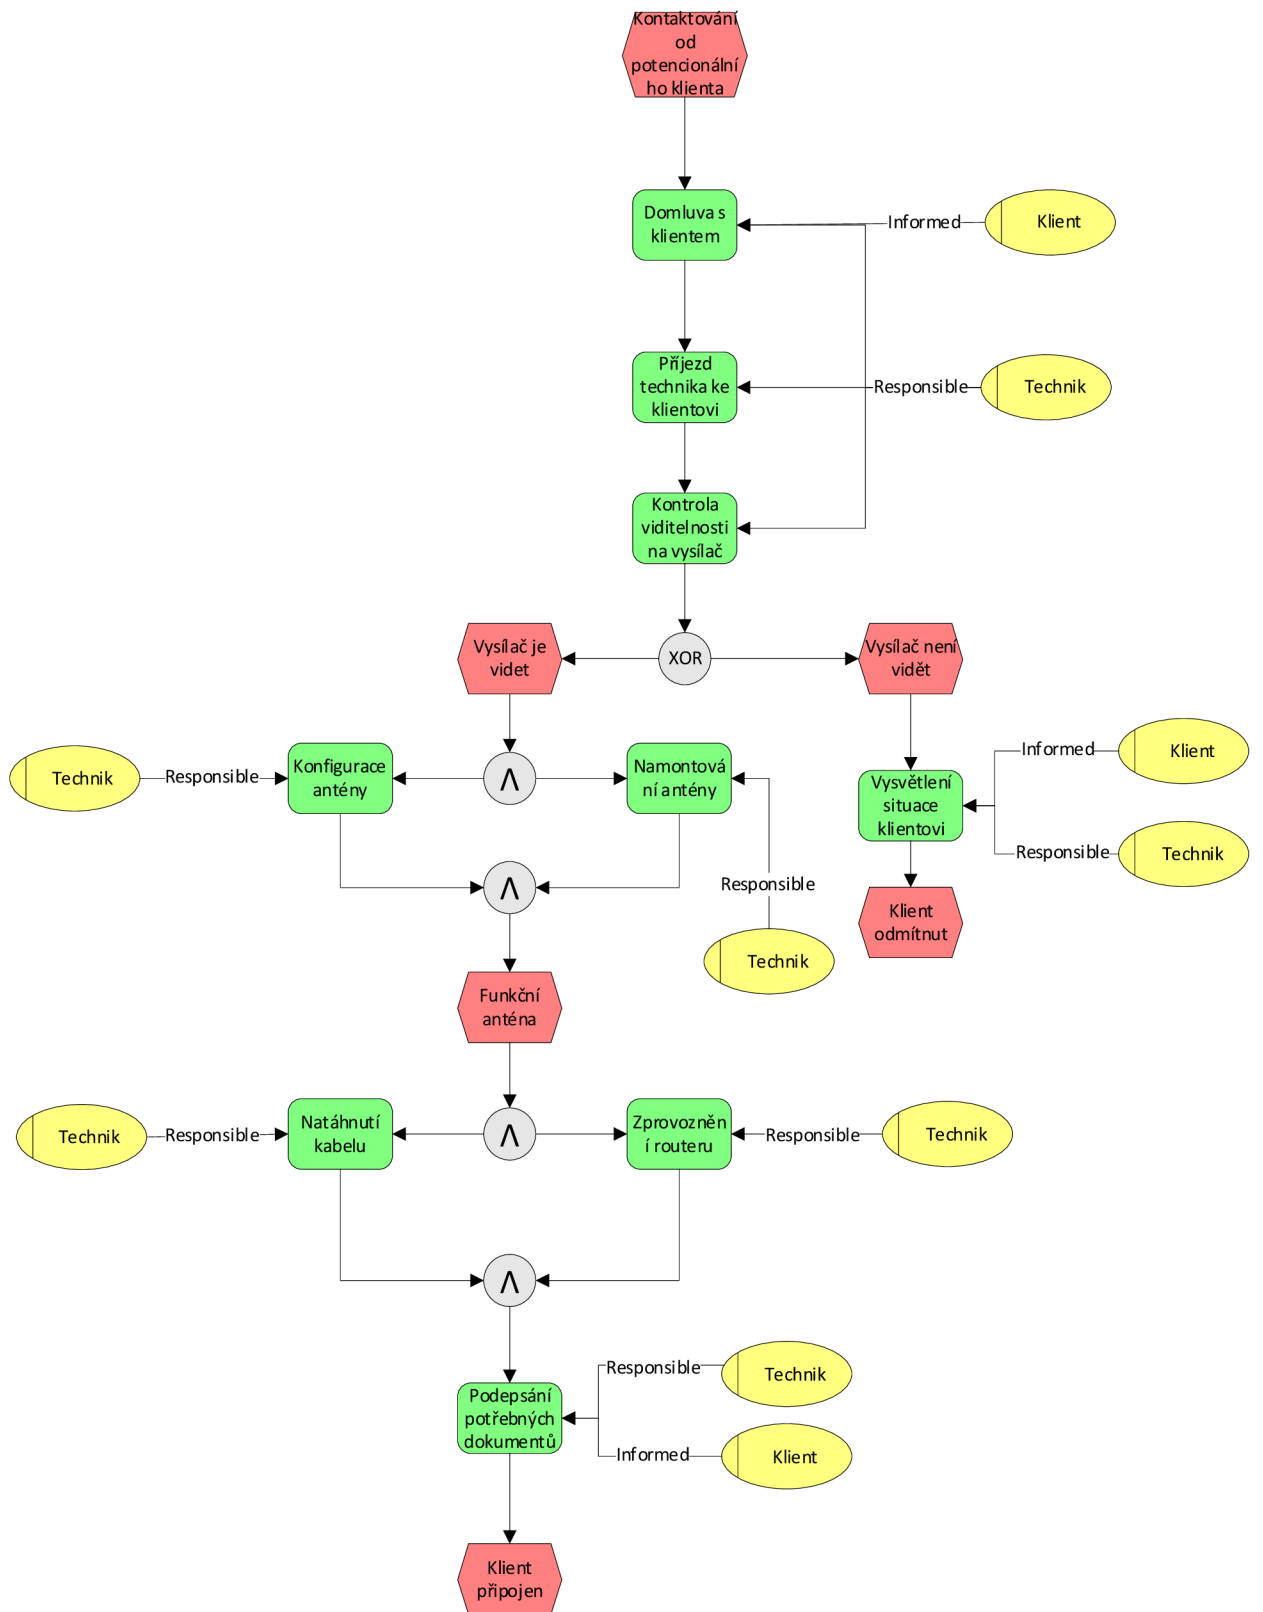 Kontaktování
od
potencionální
ho klienta
Domluva s
klientem
Informed
Klient
Příjezd
technika ke
klientovi
Responsible
Technik
Kontrola
viditelnosti
na vysílač
Vysílač je
videt
XOR
Vysílač není
vidět
Technik
Responsible
Konfigurace
antény
Λ
Namontová
ní antény
Informed
Klient
Vysvětlení
situace
klientovi
Responsible
Technik
Λ
Responsible
Technik
Klient
odmítnut
Funkční
anténa
Technik
Responsible
Natáhnutí
kabelu
Λ
Zprovozněn
í routeru
Responsible
Technik
Λ
Podepsání
potřebných
dokumentů
Responsible
Technik
Informed
Klient
Klient
připojen